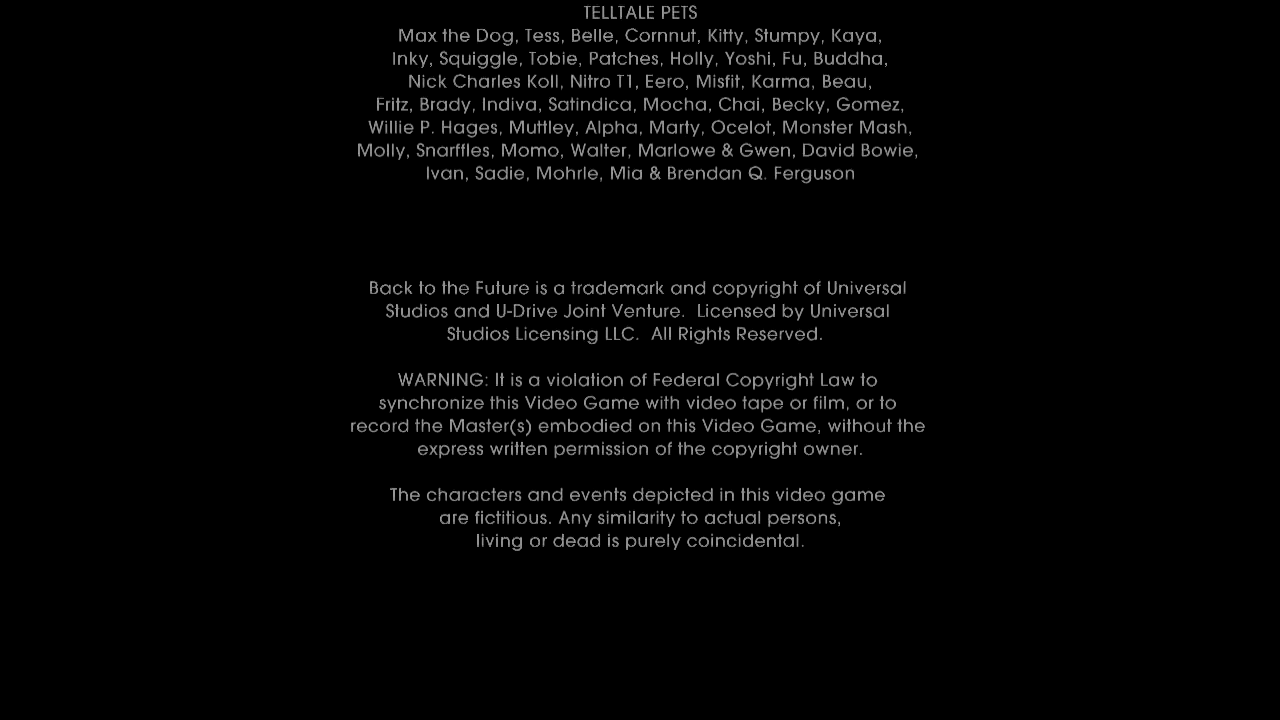 TELLTALE PETS
Max the Dog, Tess, Belle, Cornnut, Kitty, Stumpy, Kaya,
Inky, Squiggle, Tobie, Patches, Holly, Yoshi, Fu, Buddha,
Nick Charles Koll, Nitro T1, Eero, Misfit, Karma, Beau,
Fritz, Brady, Indiva, Satindica, Mocha, Chai, Becky, Gomez,
Willie P. Hages, Muttley, Alpha, Marty, Ocelot, Monster Mash,
Molly, Snarffles, Momo, Walter, Marlowe & Gwen, David Bowie,
Ivan, Sadie, Mohrle, Mia & Brendan Q. Ferguson
Back to the Future is a trademark and copyright of Universal
Studios and U-Drive Joint Venture.  Licensed by Universal
Studios Licensing LLC.  All Rights Reserved.
WARNING: It is a violation of Federal Copyright Law to
synchronize this Video Game with video tape or film, or to
record the Master(s) embodied on this Video Game, without the
express written permission of the copyright owner.
The characters and events depicted in this video game
are fictitious. Any similarity to actual persons,
living or dead is purely coincidental.